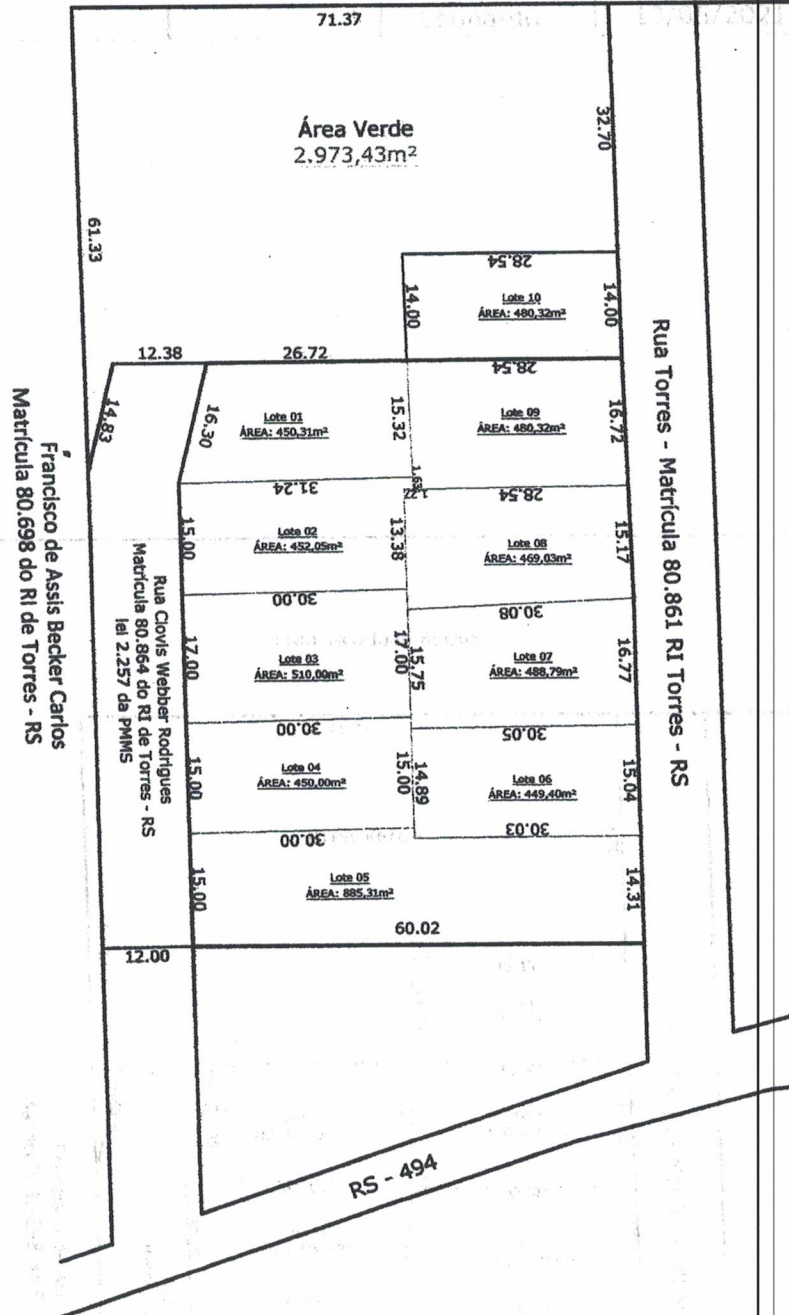 71.37
Área Verde
2.973,43m²
32.70
61.33
28.54
14.00
Lote 10
ÁREA: 480,32m²
14.00
12.38
26.72
28.54
14.83
16.30
Lote 01
ÁREA: 450,31m²
15.32
Lote 09
ÁREA: 480,32m²
16.72
31.24
1.63
1.27
28.54
15.00
Lote 02
ÁREA: 452,05m²
13.38
Lote 08
ÁREA: 469,03m²
15.17
30.00
30.08
17.00
Lote 03
ÁREA: 510,00m²
17.00
15.75
Lote 07
ÁREA: 488,79m²
16.77
30.00
30.05
15.00
Lote 04
ÁREA: 450,00m²
15.00
14.89
Lote 06
ÁREA: 449,40m²
15.04
30.00
30.03
15.00
Lote 05
ÁREA: 885,31m²
14.31
60.02
12.00
Rua Torres - Matrícula 80.861 RI Torres - RS
Francisco de Assis Becker Carlos
Matrícula 80.698 do RI de Torres - RS
Rua Clovis Webber Rodrigues
Matrícula 80.864 do RI de Torres - RS
lei 2.257 da PMMS
RS - 494